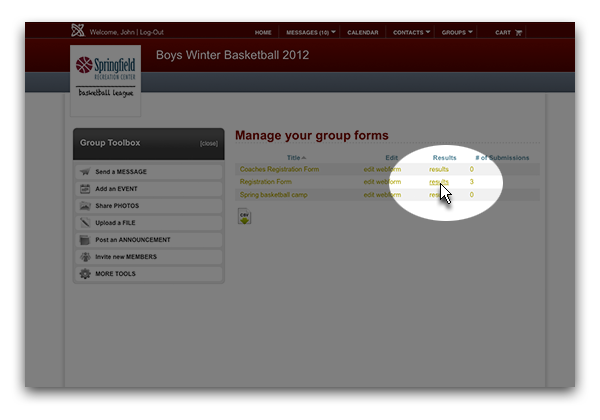 Welcome, John | Log-Out
HOME MESSAGES (10) CALENDAR CONTACTS GROUPS CART
Springfield
RECREATION CENTER
basketball league
Boys Winter Basketball 2012
Group Toolbox [close]
Send a MESSAGE
Add an EVENT
Share PHOTOS
Upload a FILE
Post an ANNOUNCEMENT
Invite new MEMBERS
MORE TOOLS
Manage your group forms
Title Edit Results # of Submissions
Coaches Registration Form edit webform results 0
Registration Form edit webform results 3
Spring basketball camp edit webform 0
CSV